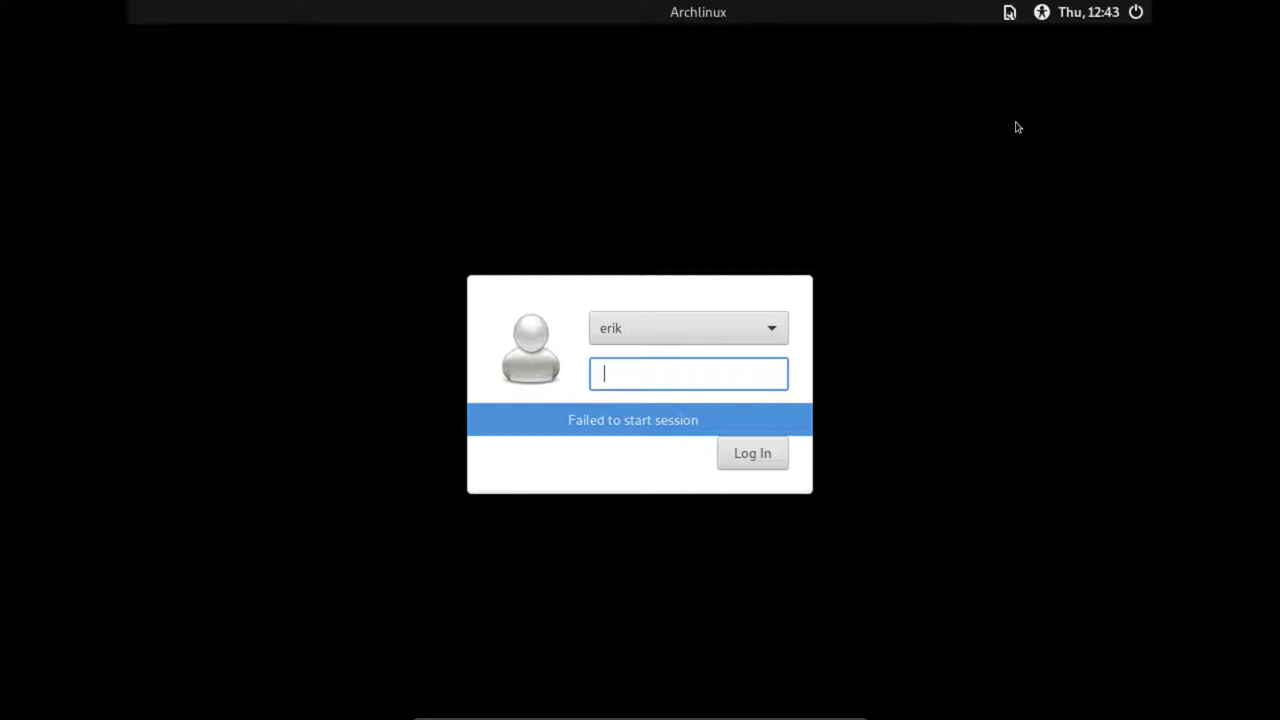 Archlinux
Thu, 12:43
erik
Failed to start session
Log In